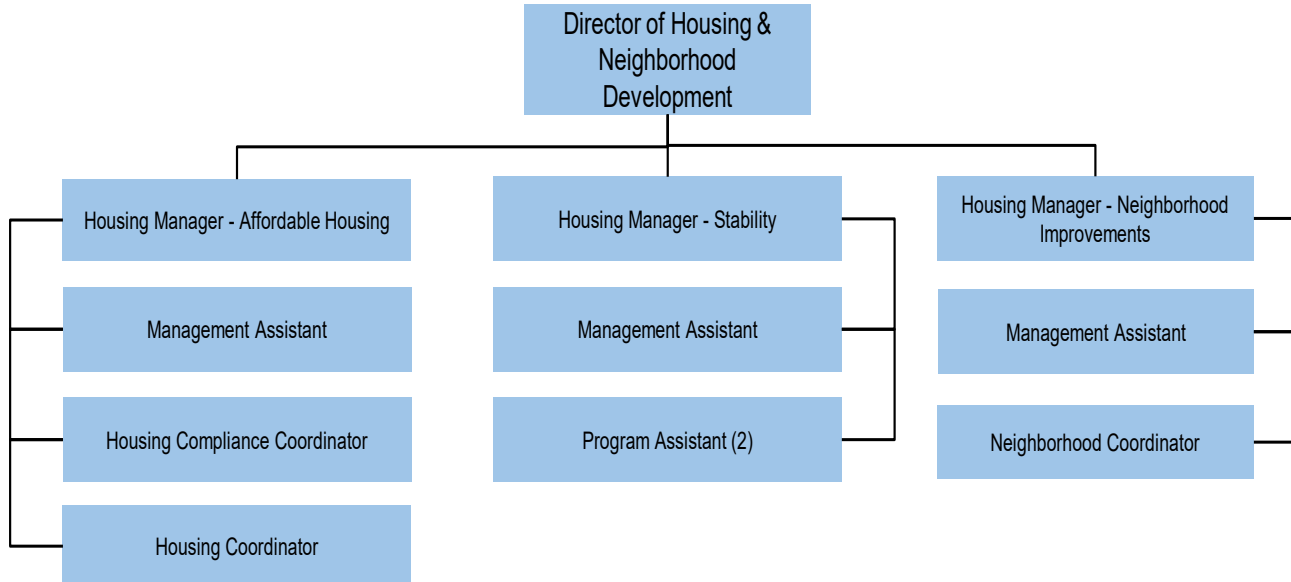 Director of Housing &
Neighborhood
Development
Housing Manager - Affordable Housing
Management Assistant
Housing Compliance Coordinator
Housing Coordinator
Housing Manager - Stability
Management Assistant
Program Assistant (2)
Housing Manager - Neighborhood
Improvements
Management Assistant
Neighborhood Coordinator